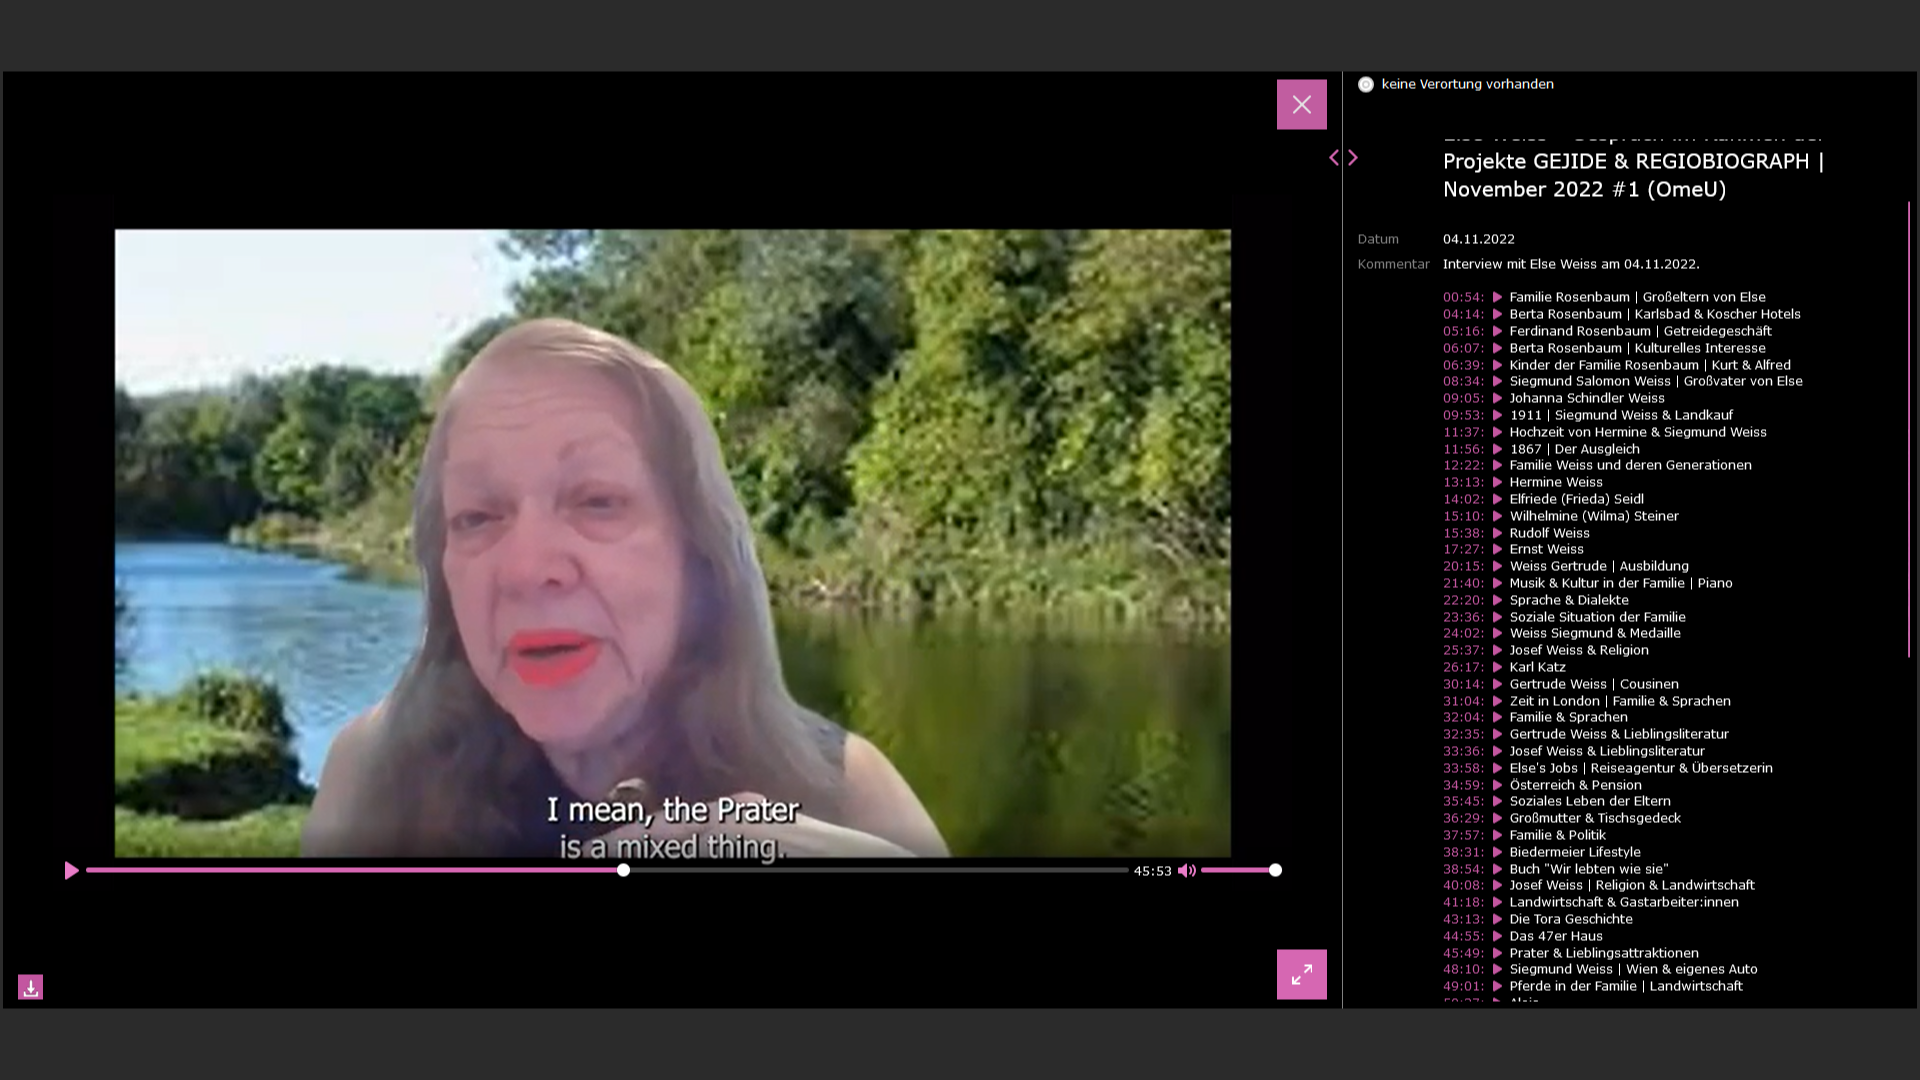 keine Verortung vorhanden
Else Weiss - Gespräch im Rahmen der
Projekte GEJIDE & REGIOBIOGRAPH |
November 2022 #1 (OmeU)
Datum 04.11.2022
Kommentar Interview mit Else Weiss am 04.11.2022.
00:54: Familie Rosenbaum | Großeltern von Else
04:14: Berta Rosenbaum | Karlsbad & Koscher Hotels
05:16: Ferdinand Rosenbaum | Getreidegeschäft
06:07: Berta Rosenbaum | Kulturelles Interesse
06:39: Kinder der Familie Rosenbaum | Kurt & Alfred
08:34: Siegmund Salomon Weiss | Großvater von Else
09:05: Johanna Schindler Weiss
09:53: 1911 | Siegmund Weiss & Landkauf
11:37: Hochzeit von Hermine & Siegmund Weiss
11:56: 1867 | Der Ausgleich
12:22: Familie Weiss und deren Generationen
13:13: Hermine Weiss
14:02: Elfriede (Frieda) Seidl
15:10: Wilhelmine (Wilma) Steiner
15:38: Rudolf Weiss
17:27: Ernst Weiss
20:15: Weiss Gertrude | Ausbildung
21:40: Musik & Kultur in der Familie | Piano
22:20: Sprache & Dialekte
23:36: Soziale Situation der Familie
24:02: Weiss Siegmund & Medaille
25:37: Josef Weiss & Religion
26:17: Karl Katz
30:14: Gertrude Weiss | Cousinen
31:04: Zeit in London | Familie & Sprachen
32:04: Familie & Sprachen
32:35: Gertrude Weiss & Lieblingsliteratur
33:36: Josef Weiss & Lieblingsliteratur
33:58: Else's Jobs | Reiseagentur & Übersetzerin
34:59: Österreich & Pension
35:45: Soziales Leben der Eltern
36:29: Großmutter & Tischsgedeck
37:57: Familie & Politik
38:31: Biedermeier Lifestyle
38:54: Buch "Wir lebten wie sie"
40:08: Josef Weiss | Religion & Landwirtschaft
41:18: Landwirtschaft & Gastarbeiter:innen
43:13: Die Tora Geschichte
44:55: Das 47er Haus
45:49: Prater & Lieblingsattraktionen
48:10: Siegmund Weiss | Wien & eigenes Auto
49:01: Pferde in der Familie | Landwirtschaft
I mean, the Prater
is a mixed thing.
45:53